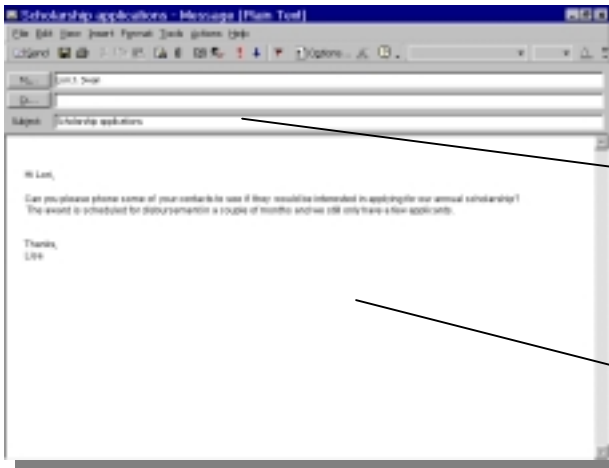 Scholarship applications - Message (Plain Text)
File Edit View Insert Format Tools Actions Help
Send Options...
To... Lori J. Swan
Cc...
Subject: Scholarship applications
Hi Lori,
Can you please phone some of your contacts to see if they would be interested in applying for our annual scholarship?
The award is scheduled for disbursement in a couple of months and we still only have a few applicants.
Thanks,
Lisa